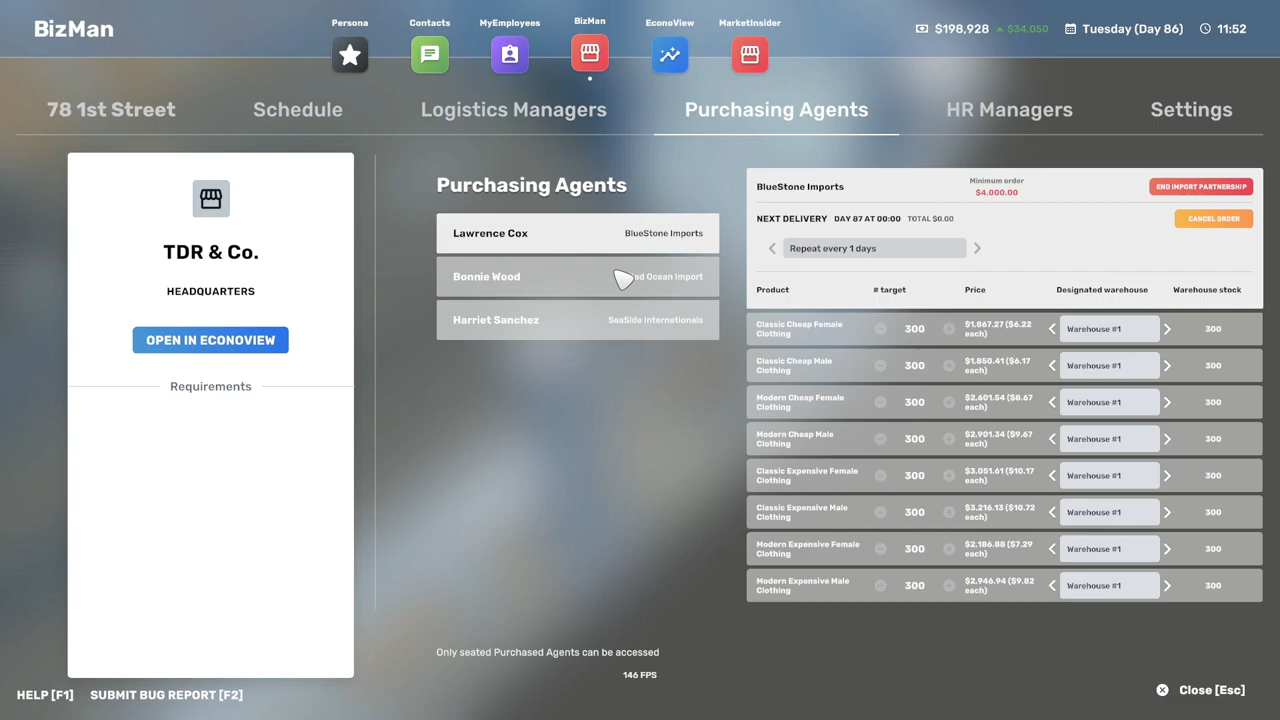 BizMan
Persona
Contacts
MyEmployees
BizMan
EconoView
MarketInsider
$198,928 $34,050
Tuesday (Day 86)
11:52
78 1st Street
Schedule
Logistics Managers
Purchasing Agents
HR Managers
Settings
TDR & Co.
HEADQUARTERS
OPEN IN ECONOVIEW
Requirements
Purchasing Agents
Lawrence Cox BlueStone Imports
Bonnie Wood Ocean Import
Harriet Sanchez SeaSide Internationals
Only seated Purchased Agents can be accessed
146 FPS
BlueStone Imports
Minimum order
$4.000.00
END IMPORT PARTNERSHIP
NEXT DELIVERY DAY 87 AT 00:00 TOTAL $0.00
CANCEL ORDER
Repeat every 1 days
Product # target Price Designated warehouse Warehouse stock
Classic Cheap Female
Clothing
300
$1,867.27 ($6.22
each)
Warehouse #1
300
Classic Cheap Male
Clothing
300
$1,850.41 ($6.17
each)
Warehouse #1
300
Modern Cheap Female
Clothing
300
$2,601.54 ($8.67
each)
Warehouse #1
300
Modern Cheap Male
Clothing
300
$2,901.34 ($9.67
each)
Warehouse #1
300
Classic Expensive Female
Clothing
300
$3,051.61 ($10.17
each)
Warehouse #1
300
Classic Expensive Male
Clothing
300
$3,216.13 ($10.72
each)
Warehouse #1
300
Modern Expensive Female
Clothing
300
$2,186.88 ($7.29
each)
Warehouse #1
300
Modern Expensive Male
Clothing
300
$2,946.94 ($9.82
each)
Warehouse #1
300
HELP [F1]
SUBMIT BUG REPORT [F2]
Close [Esc]